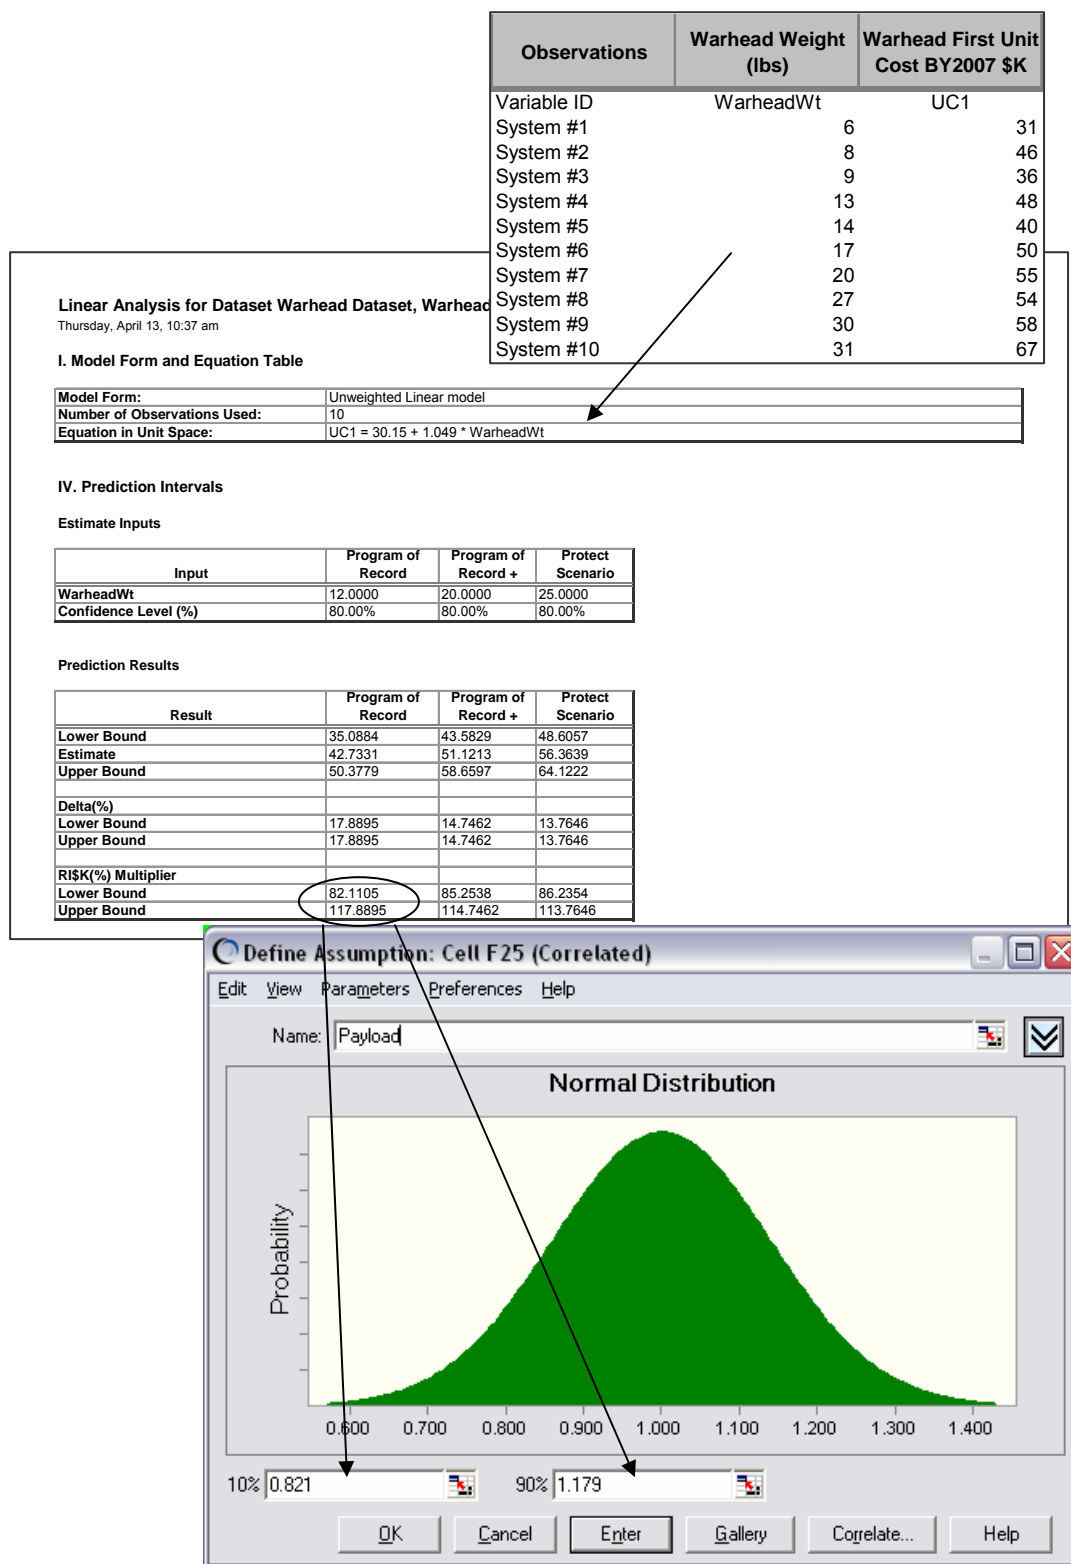 Observations Warhead Weight (lbs) Warhead First Unit Cost BY2007 $K
Variable ID WarheadWt UC1
System #1 6 31
System #2 8 46
System #3 9 36
System #4 13 48
System #5 14 40
System #6 17 50
System #7 20 55
System #8 27 54
System #9 30 58
System #10 31 67
Linear Analysis for Dataset Warhead Dataset, Warhead
Thursday, April 13, 10:37 am
I. Model Form and Equation Table
Model Form: Unweighted Linear model
Number of Observations Used: 10
Equation in Unit Space: UC1 = 30.15 + 1.049 * WarheadWt
IV. Prediction Intervals
Estimate Inputs
Input Program of Record Program of Record + Protect Scenario
WarheadWt 12.0000 20.0000 25.0000
Confidence Level (%) 80.00% 80.00% 80.00%
Prediction Results
Result Program of Record Program of Record + Protect Scenario
Lower Bound 35.0884 43.5829 48.6057
Estimate 42.7331 51.1213 56.3639
Upper Bound 50.3779 58.6597 64.1222
Delta(%)
Lower Bound 17.8895 14.7462 13.7646
Upper Bound 17.8895 14.7462 13.7646
RI$K(%) Multiplier
Lower Bound 82.1105 85.2538 86.2354
Upper Bound 117.8895 114.7462 113.7646
Define Assumption: Cell F25 (Correlated)
Edit View Parameters Preferences Help
Name: Payload
Normal Distribution
Probability
0.600 0.700 0.800 0.900 1.000 1.100 1.200 1.300 1.400
10% 0.821 90% 1.179
OK Cancel Enter Gallery Correlate... Help